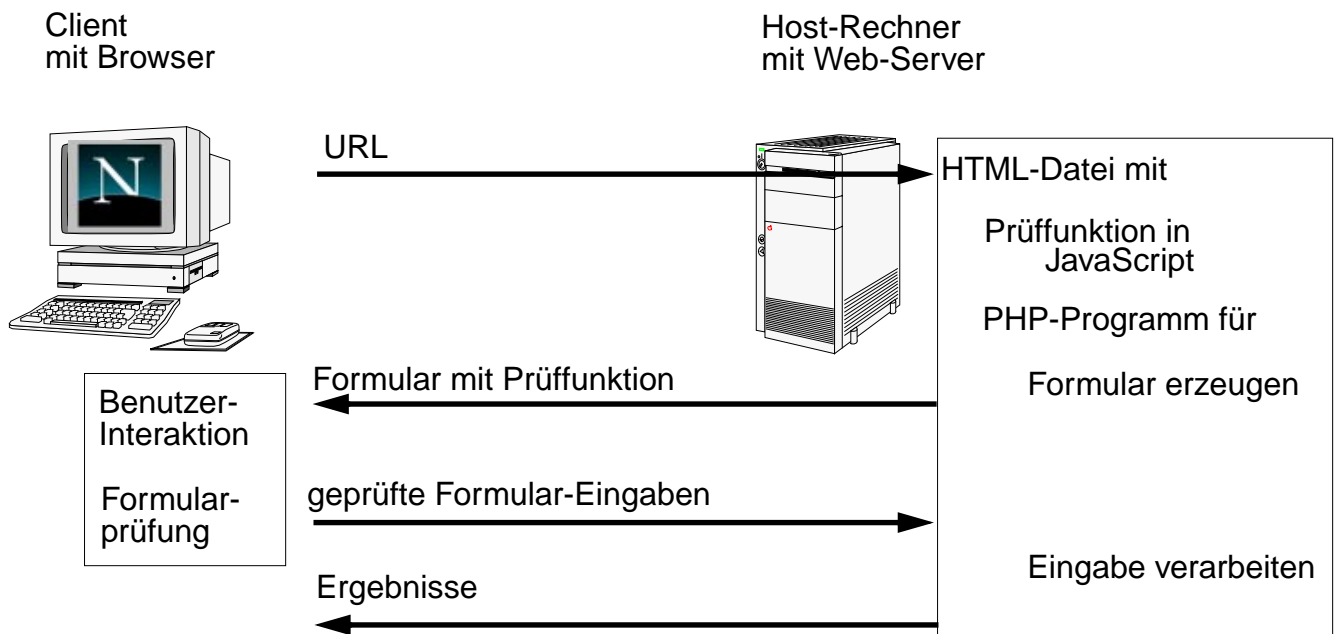 Client
mit Browser
Host-Rechner
mit Web-Server
N
URL
HTML-Datei mit
Prüffunktion in
JavaScript
PHP-Programm für
Formular mit Prüffunktion
Formular erzeugen
Benutzer-
Interaktion
Formular-
prüfung
geprüfte Formular-Eingaben
Eingabe verarbeiten
Ergebnisse